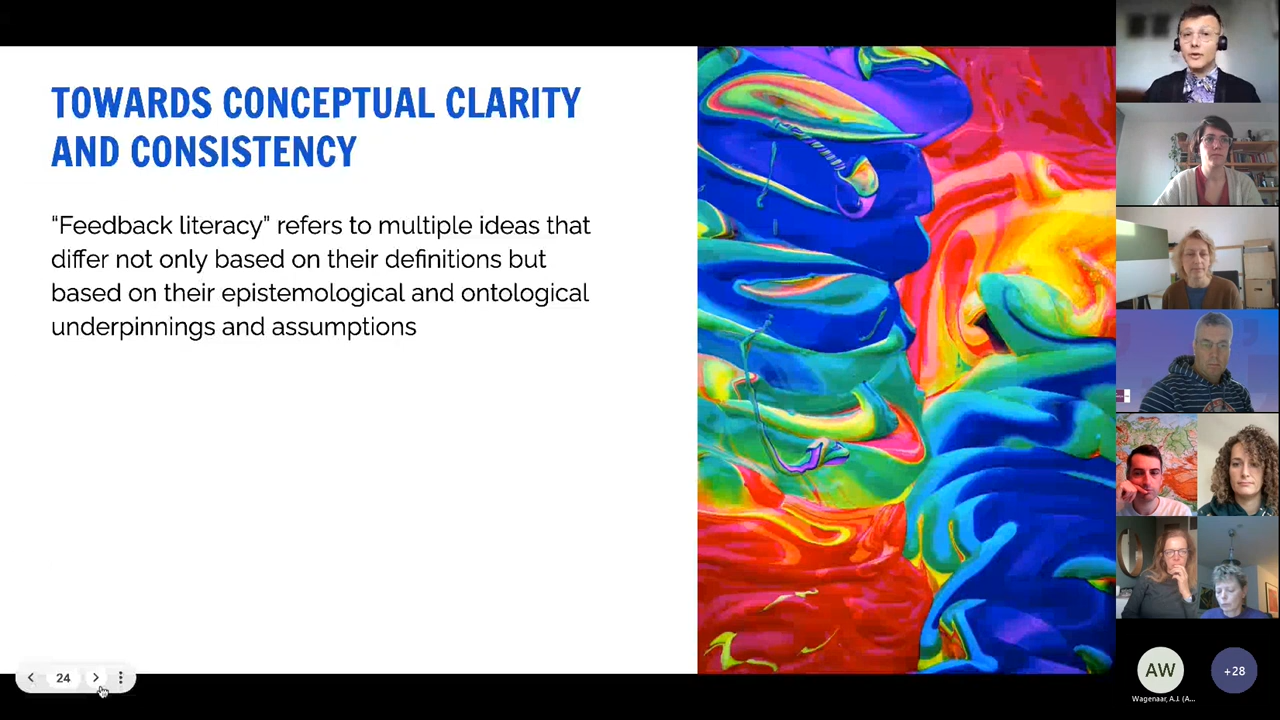 TOWARDS CONCEPTUAL CLARITY
AND CONSISTENCY
“Feedback literacy” refers to multiple ideas that
differ not only based on their definitions but
based on their epistemological and ontological
underpinnings and assumptions
24
AW
+28
Wagenaar, A.I. (A...